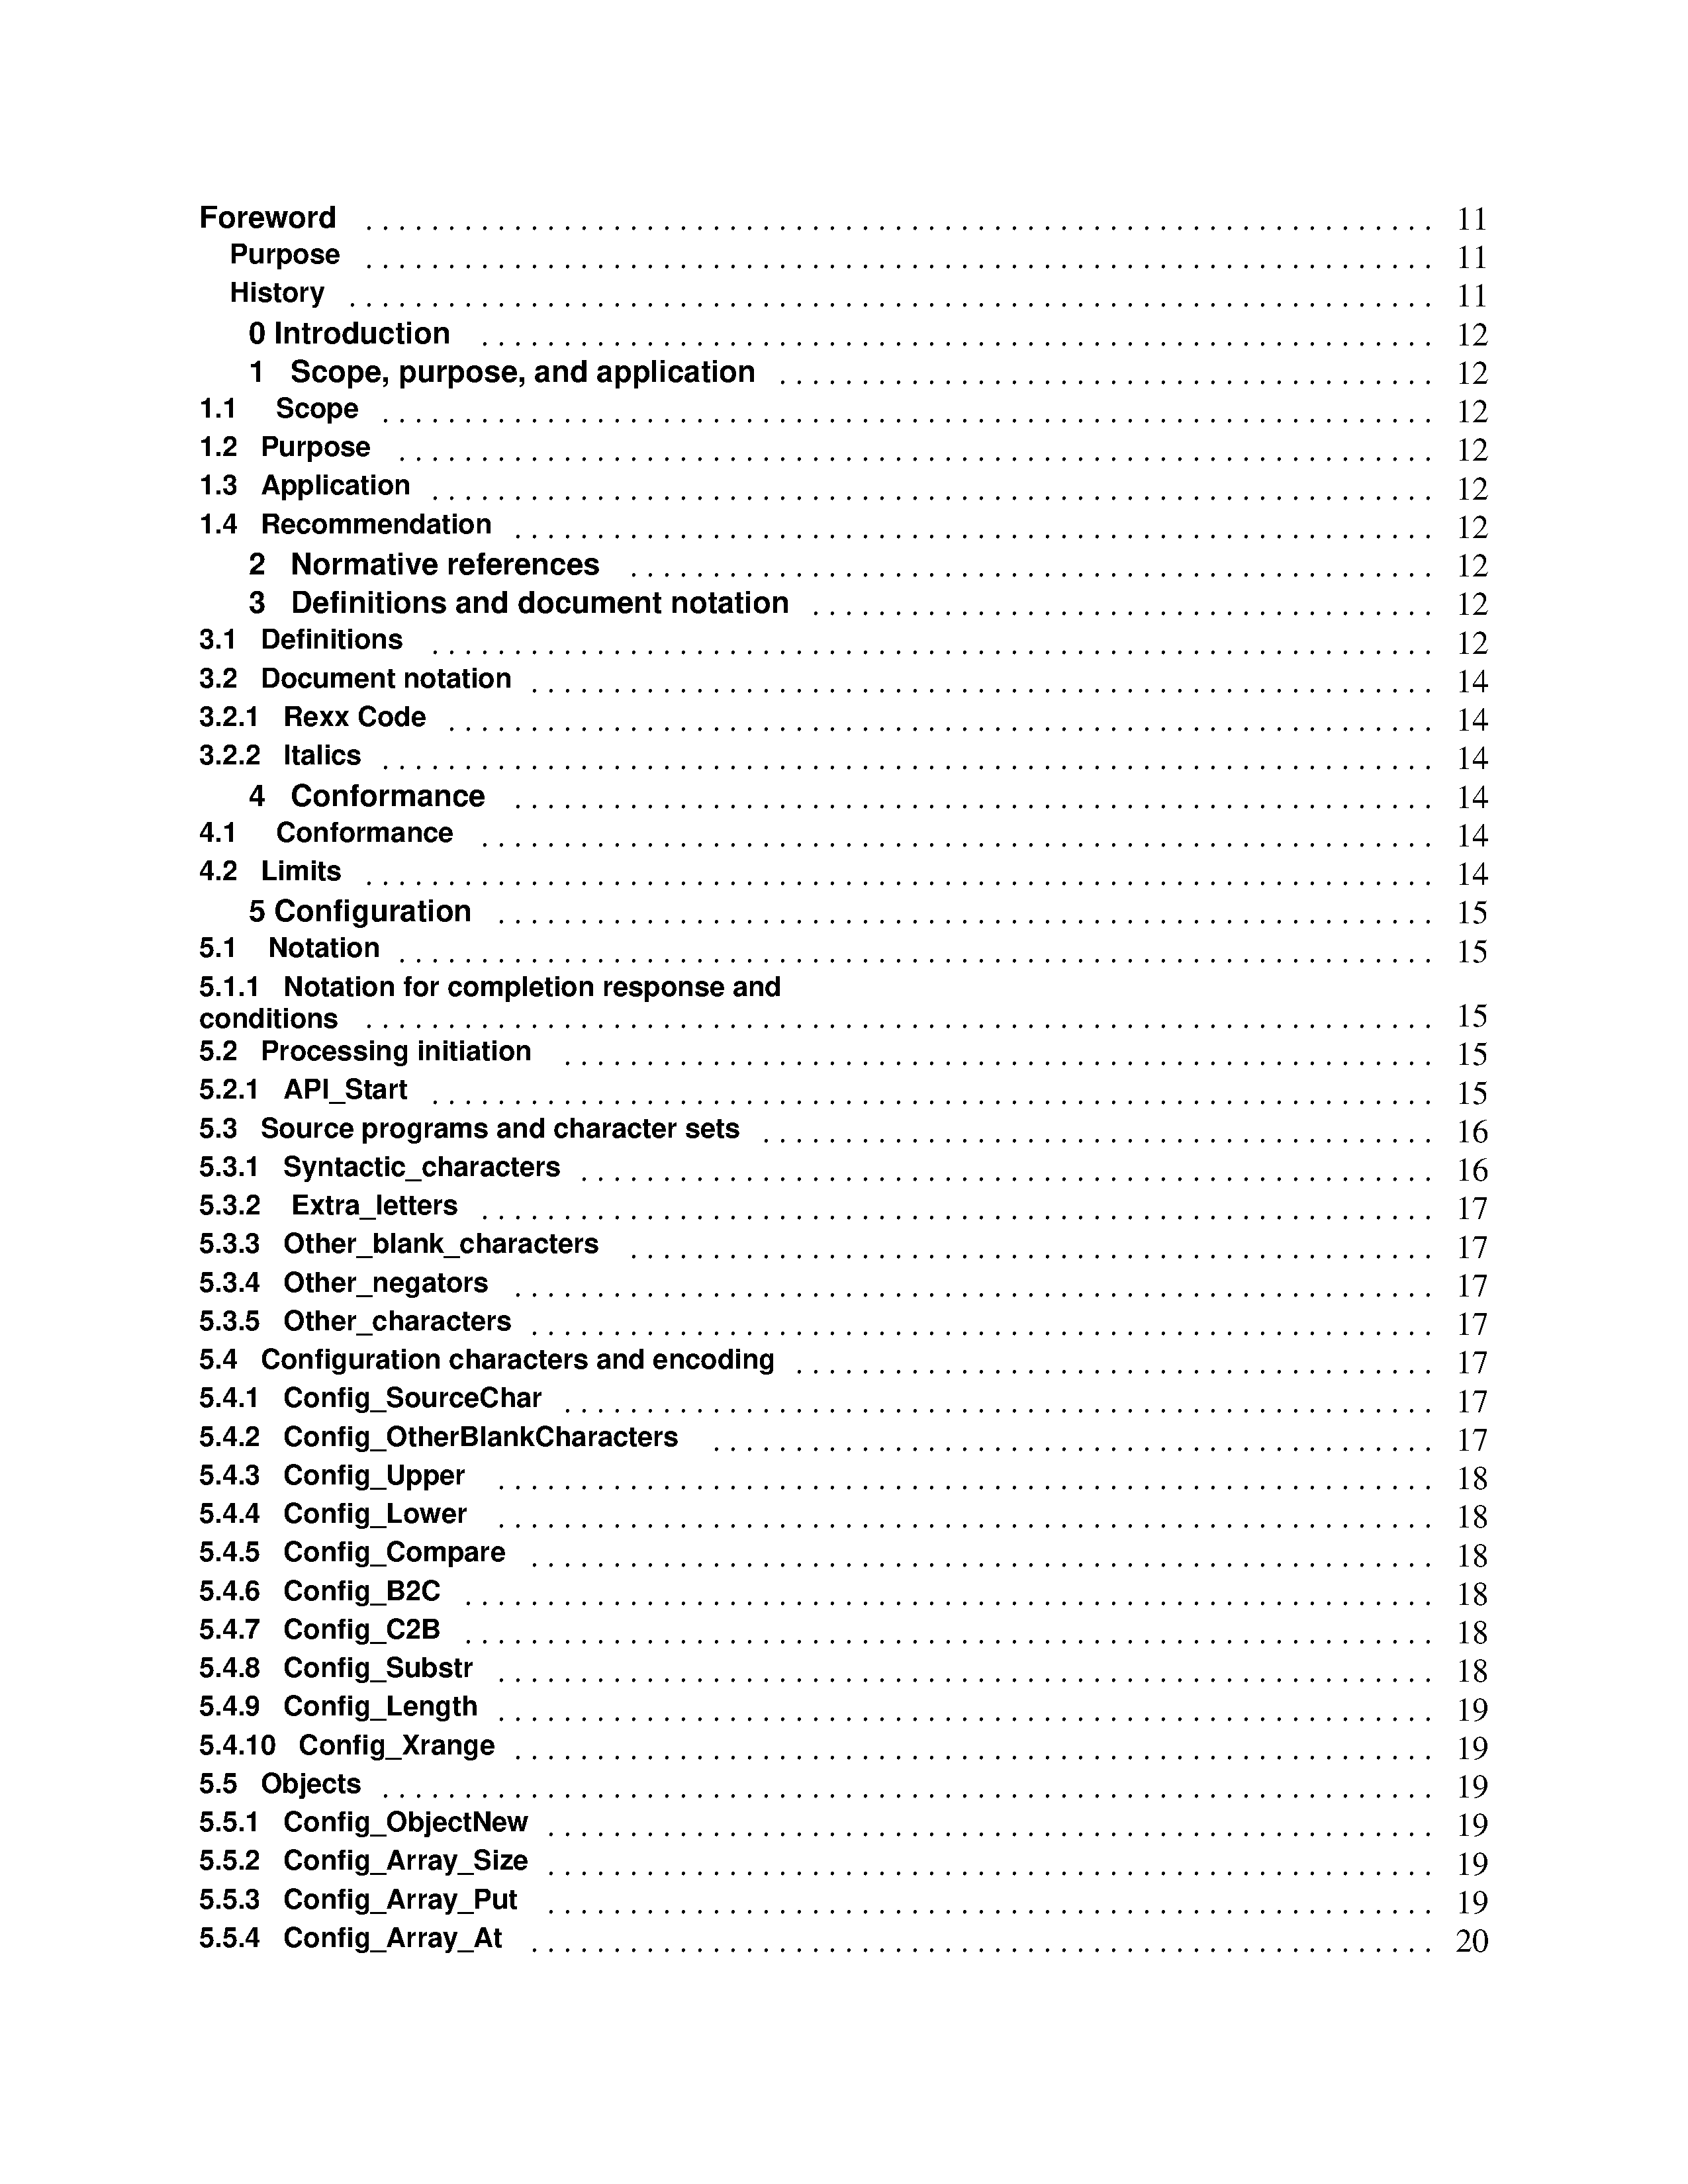 Foreword . . . . . . . . . . . . . . . . . . . . . . . . . . . . . . 11
Purpose . . . . . . . . . . . . . . . . . . . . . . . . . . . . . . 11
History . . . . . . . . . . . . . . . . . . . . . . . . . . . . . . 11
0 Introduction . . . . . . . . . . . . . . . . . . . . . . . . . . . . . . 12
1 Scope, purpose, and application . . . . . . . . . . . . . . . . . . . . 12
1.1 Scope . . . . . . . . . . . . . . . . . . . . . . . . . . . . . . 12
1.2 Purpose . . . . . . . . . . . . . . . . . . . . . . . . . . . . . . 12
1.3 Application . . . . . . . . . . . . . . . . . . . . . . . . . . . . . . 12
1.4 Recommendation . . . . . . . . . . . . . . . . . . . . . . . . . 12
2 Normative references . . . . . . . . . . . . . . . . . . . . . . . . . 12
3 Definitions and document notation . . . . . . . . . . . . . . . . . . . . 12
3.1 Definitions . . . . . . . . . . . . . . . . . . . . . . . . . . . . . . 12
3.2 Document notation . . . . . . . . . . . . . . . . . . . . . . . . . 14
3.2.1 Rexx Code . . . . . . . . . . . . . . . . . . . . . . . . . . . . . . 14
3.2.2 Italics . . . . . . . . . . . . . . . . . . . . . . . . . . . . . . 14
4 Conformance . . . . . . . . . . . . . . . . . . . . . . . . . . . . . . 14
4.1 Conformance . . . . . . . . . . . . . . . . . . . . . . . . . . . . . . 14
4.2 Limits . . . . . . . . . . . . . . . . . . . . . . . . . . . . . . 14
5 Configuration . . . . . . . . . . . . . . . . . . . . . . . . . . . . . . 15
5.1 Notation . . . . . . . . . . . . . . . . . . . . . . . . . . . . . . 15
5.1.1 Notation for completion response and
conditions . . . . . . . . . . . . . . . . . . . . . . . . . . . . . . 15
5.2 Processing initiation . . . . . . . . . . . . . . . . . . . . . . . . . 15
5.2.1 API_Start . . . . . . . . . . . . . . . . . . . . . . . . . . . . . . 15
5.3 Source programs and character sets . . . . . . . . . . . . . . . . . . . . 16
5.3.1 Syntactic_characters . . . . . . . . . . . . . . . . . . . . . . . . . 16
5.3.2 Extra_letters . . . . . . . . . . . . . . . . . . . . . . . . . . . . . . 17
5.3.3 Other_blank_characters . . . . . . . . . . . . . . . . . . . . . . . . . 17
5.3.4 Other_negators . . . . . . . . . . . . . . . . . . . . . . . . . 17
5.3.5 Other_characters . . . . . . . . . . . . . . . . . . . . . . . . . 17
5.4 Configuration characters and encoding . . . . . . . . . . . . . . . . . . . . 17
5.4.1 Config_SourceChar . . . . . . . . . . . . . . . . . . . . . . . . . 17
5.4.2 Config_OtherBlankCharacters . . . . . . . . . . . . . . . . . . . . 17
5.4.3 Config_Upper . . . . . . . . . . . . . . . . . . . . . . . . . 18
5.4.4 Config_Lower . . . . . . . . . . . . . . . . . . . . . . . . . 18
5.4.5 Config_Compare . . . . . . . . . . . . . . . . . . . . . . . . . 18
5.4.6 Config_B2C . . . . . . . . . . . . . . . . . . . . . . . . . 18
5.4.7 Config_C2B . . . . . . . . . . . . . . . . . . . . . . . . . 18
5.4.8 Config_Substr . . . . . . . . . . . . . . . . . . . . . . . . . 18
5.4.9 Config_Length . . . . . . . . . . . . . . . . . . . . . . . . . 19
5.4.10 Config_Xrange . . . . . . . . . . . . . . . . . . . . . . . . . 19
5.5 Objects . . . . . . . . . . . . . . . . . . . . . . . . . . . . . . 19
5.5.1 Config_ObjectNew . . . . . . . . . . . . . . . . . . . . . . . . . 19
5.5.2 Config_Array_Size . . . . . . . . . . . . . . . . . . . . . . . . . 19
5.5.3 Config_Array_Put . . . . . . . . . . . . . . . . . . . . . . . . . 19
5.5.4 Config_Array_At . . . . . . . . . . . . . . . . . . . . . . . . . 20